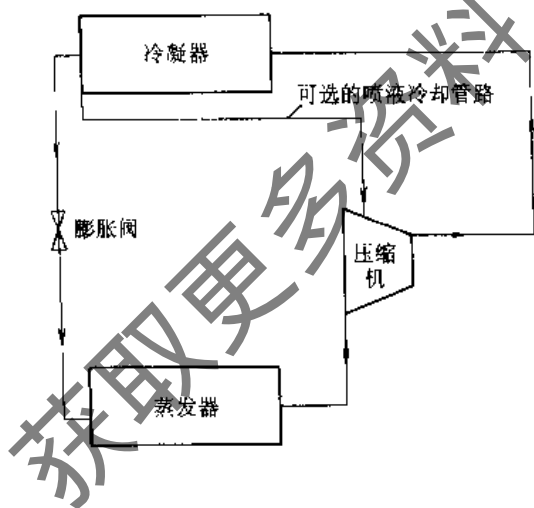 冷凝器
可选的喷液冷却管路
膨胀阀
压缩
机
蒸发器
获取更多资料